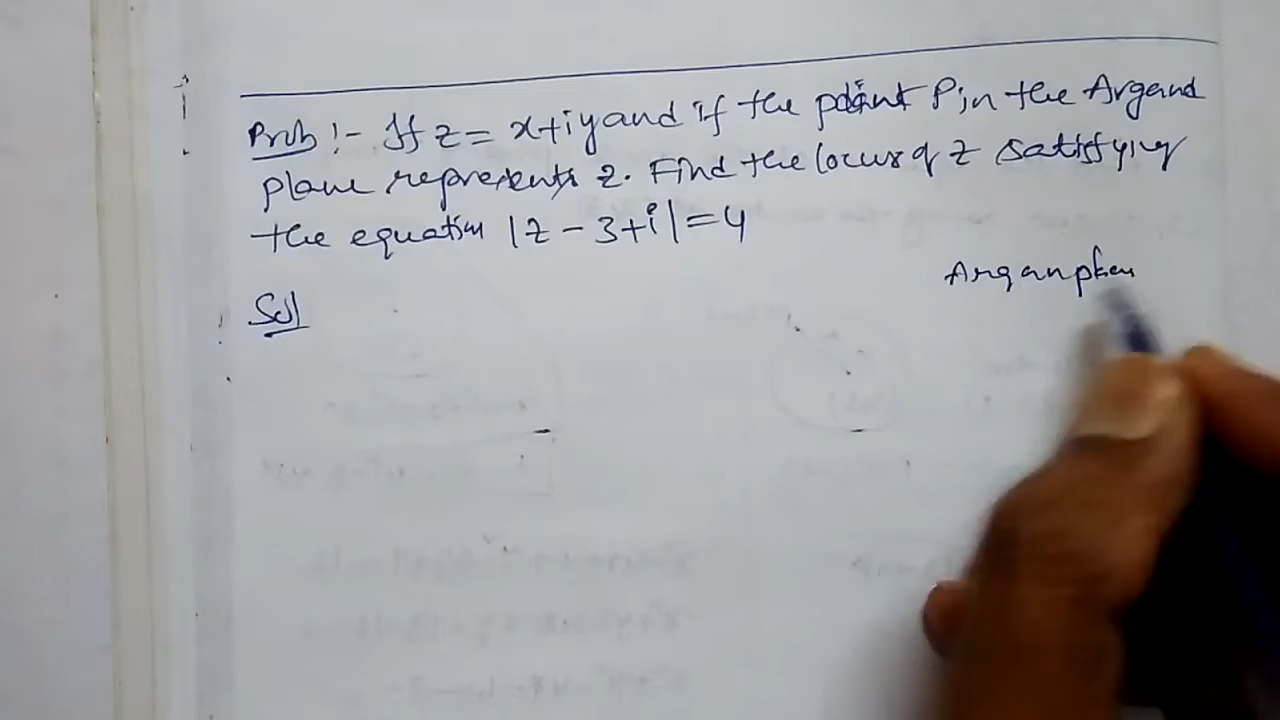 Prob :- If z = x+iy and if the point P in the Argand
plane represents z. Find the locus of z satisfying
the equation |z - 3+i| = 4
Arganplan
Sol